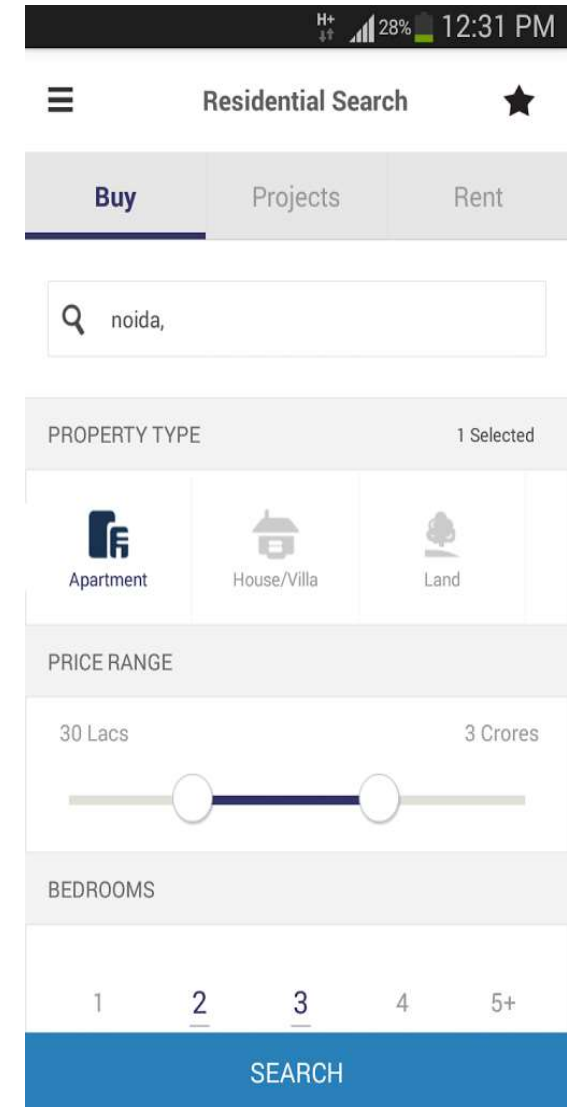 H+ 28% 12:31 PM
Residential Search
Buy Projects Rent
noida,
PROPERTY TYPE 1 Selected
Apartment House/Villa Land
PRICE RANGE
30 Lacs 3 Crores
BEDROOMS
1 2 3 4 5+
SEARCH